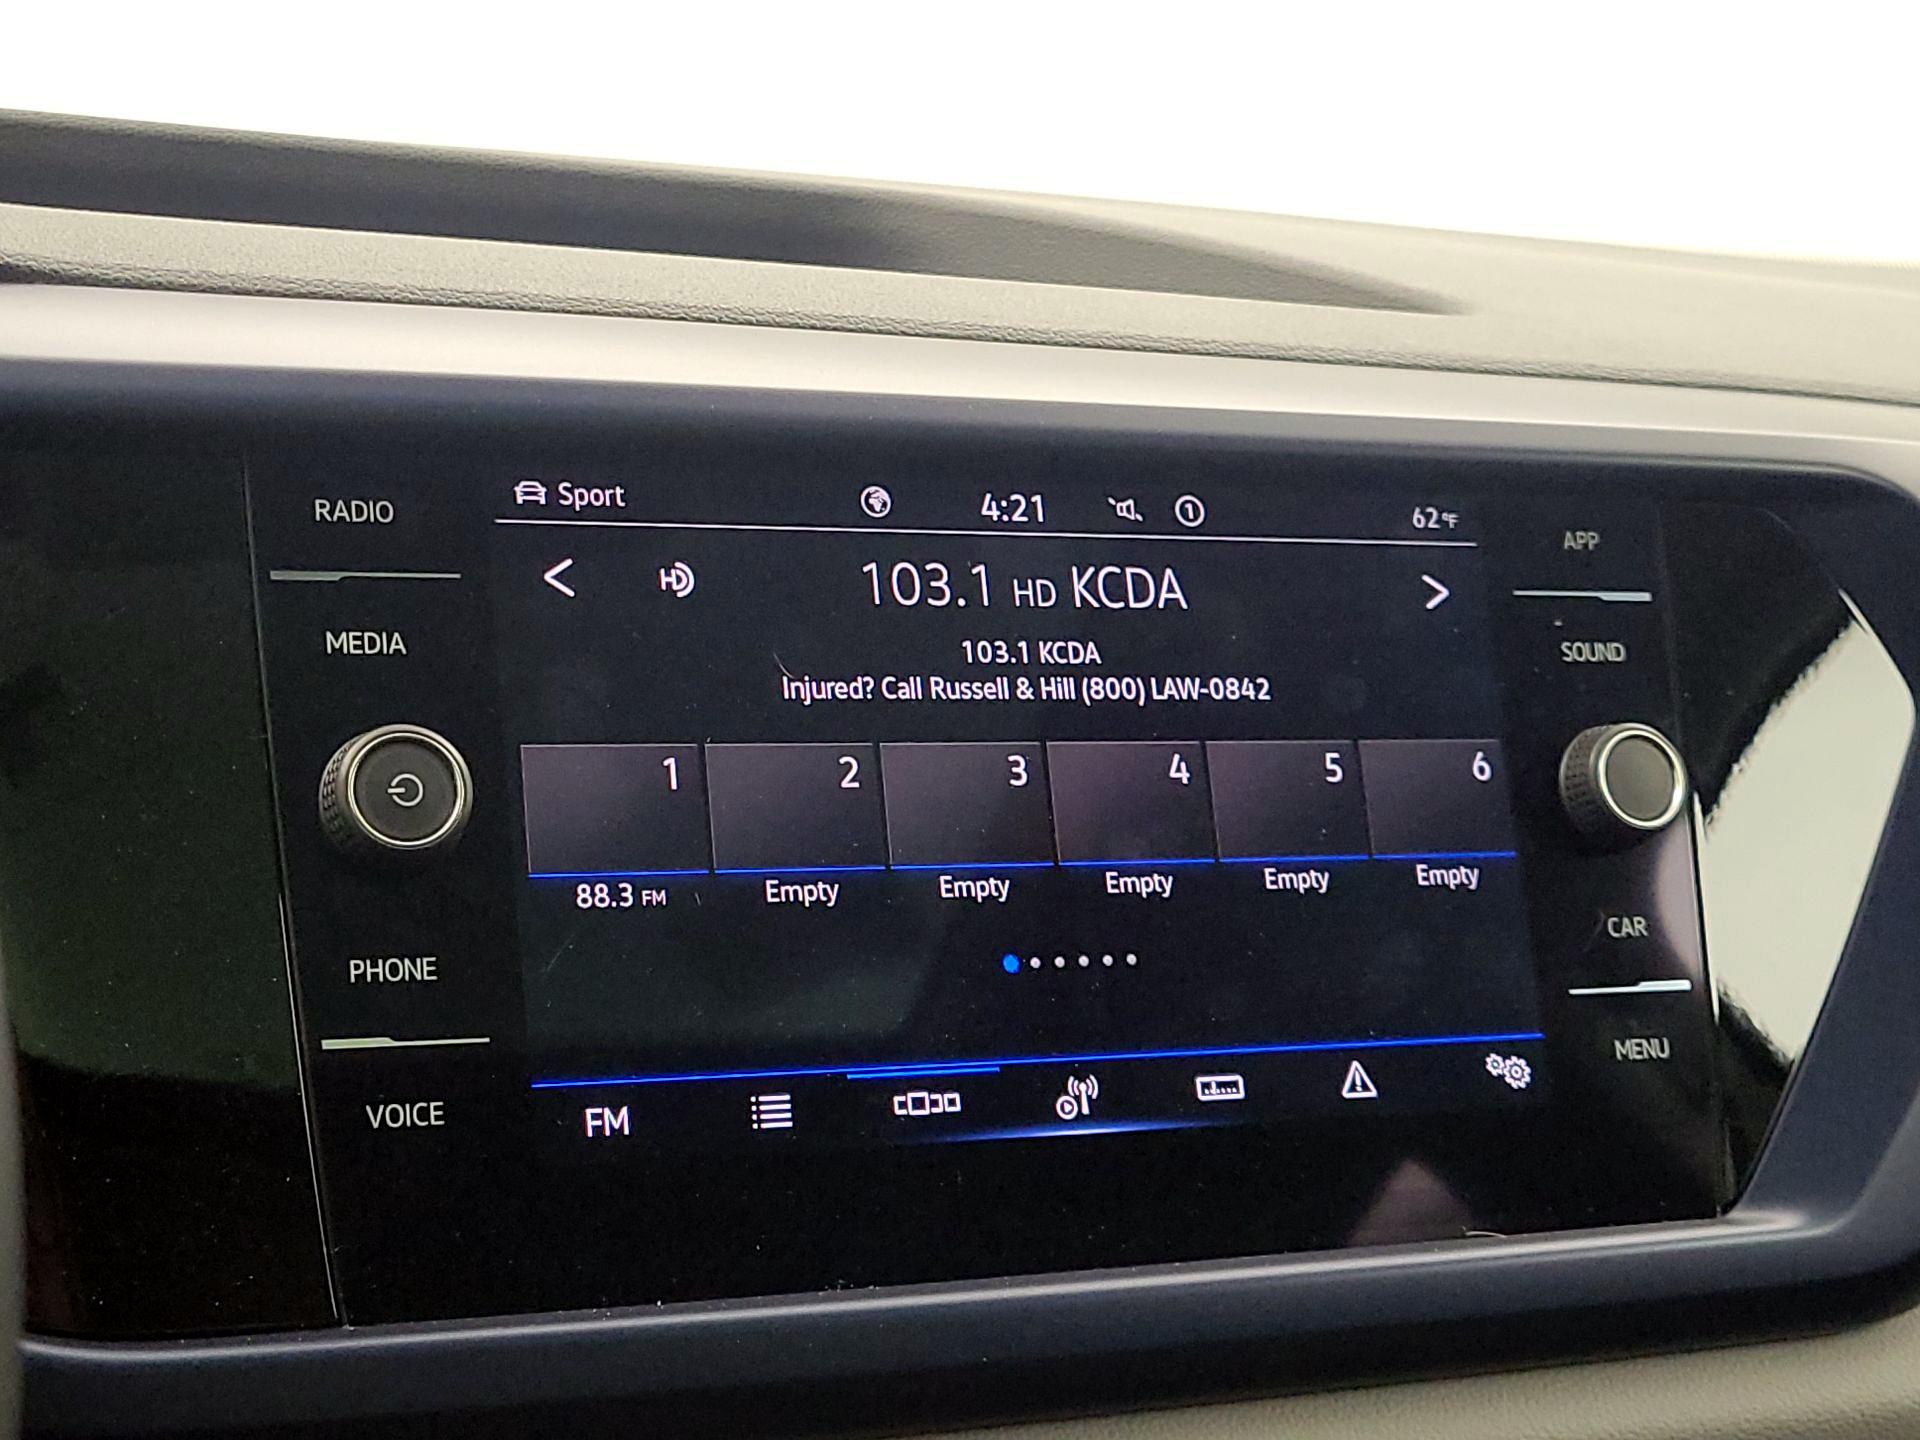 RADIO
MEDIA
PHONE
VOICE
Sport
4:21
1
62°F
HD
103.1 HD KCDA
103.1 KCDA
Injured? Call Russell & Hill (800) LAW-0842
1 2 3 4 5 6
88.3 FM Empty Empty Empty Empty Empty
FM
APP
SOUND
CAR
MENU